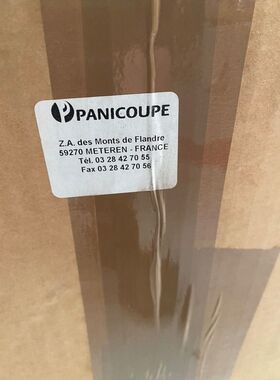 PANICOUPE
Z.A. des Monts de Flandre
59270 METEREN - FRANCE
Tél. 03 28 42 70 55
Fax 03 28 42 70 56